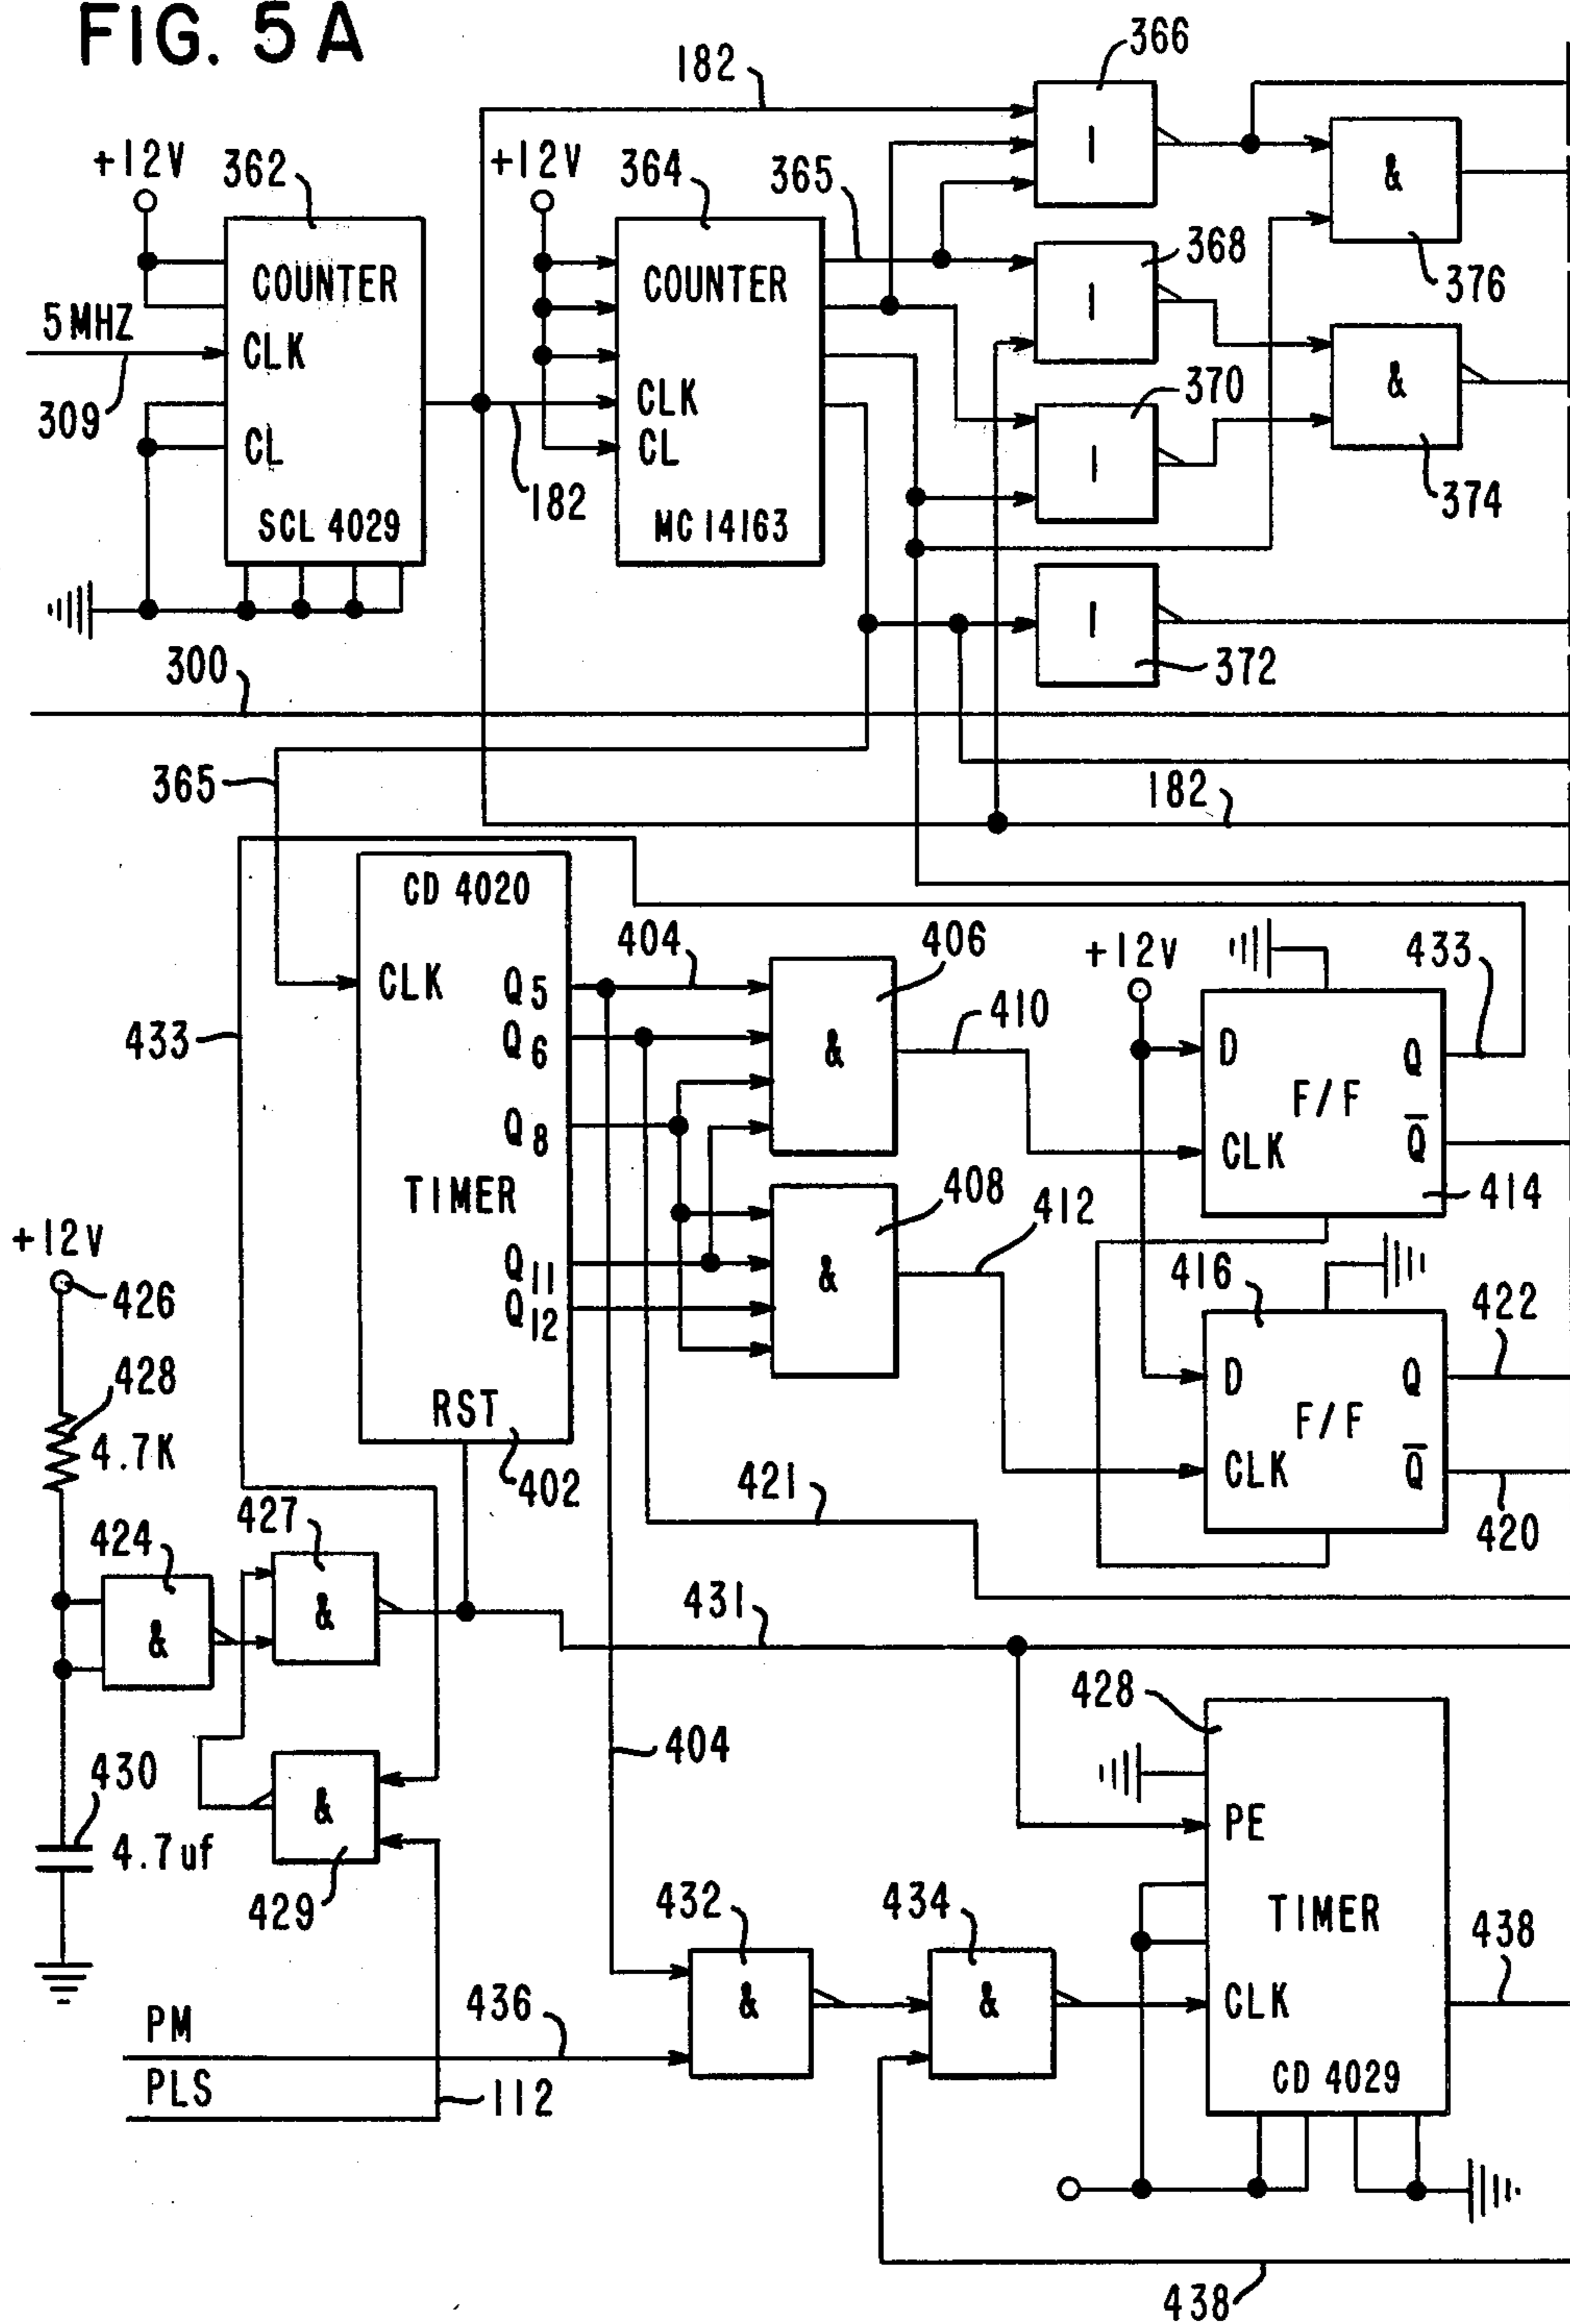 FIG. 5A
366
182
+12V
362
+12V
364
365
COUNTER
COUNTER
5 MHZ
CLK
309
CL
CLK
CL
182
SCL 4029
MC 14163
I
&
376
368
I
370
&
I
374
I
372
300
365
182
CD 4020
404
406
+12V
433
CLK
Q5
433
Q6
&
410
D
Q
F/F
Q8
CLK
Q̅
TIMER
408
412
414
+12V
416
426
Q11
&
422
Q12
428
D
Q
RST
F/F
4.7K
CLK
Q̅
402
421
427
420
424
&
431
&
428
404
430
&
PE
4.7uf
429
432
434
TIMER
438
&
&
CLK
PM
436
PLS
CD 4029
112
438